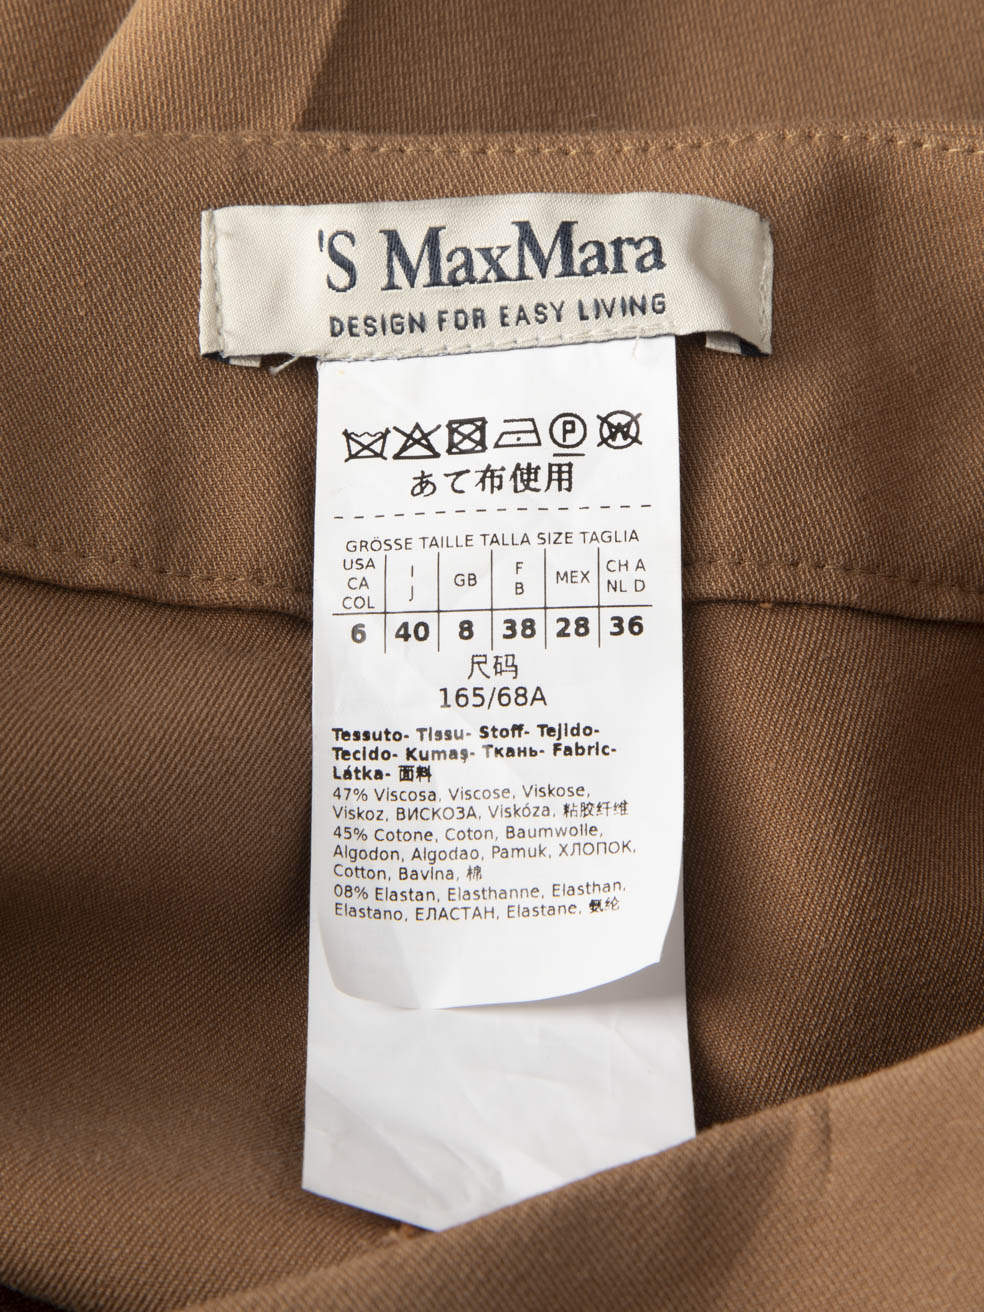 'S MaxMara
DESIGN FOR EASY LIVING
P W
あて布使用
GRÖSSE TAILLE TALLA SIZE TAGLIA
USA CA COL I J GB F B MEX CH A NL D
6 40 8 38 28 36
尺码
165/68A
Tessuto- Tissu- Stoff- Tejido-
Tecido- Kumaş- Ткань- Fabric-
Látka- 面料
47% Viscosa, Viscose, Viskose,
Viskoz, ВИСКОЗА, Viskóza, 粘胶纤维
45% Cotone, Coton, Baumwolle,
Algodon, Algodao, Pamuk, ХЛОПОК,
Cotton, Bavlna, 棉
08% Elastan, Elasthanne, Elasthan,
Elastano, ЕЛАСТАН, Elastane, 氨纶